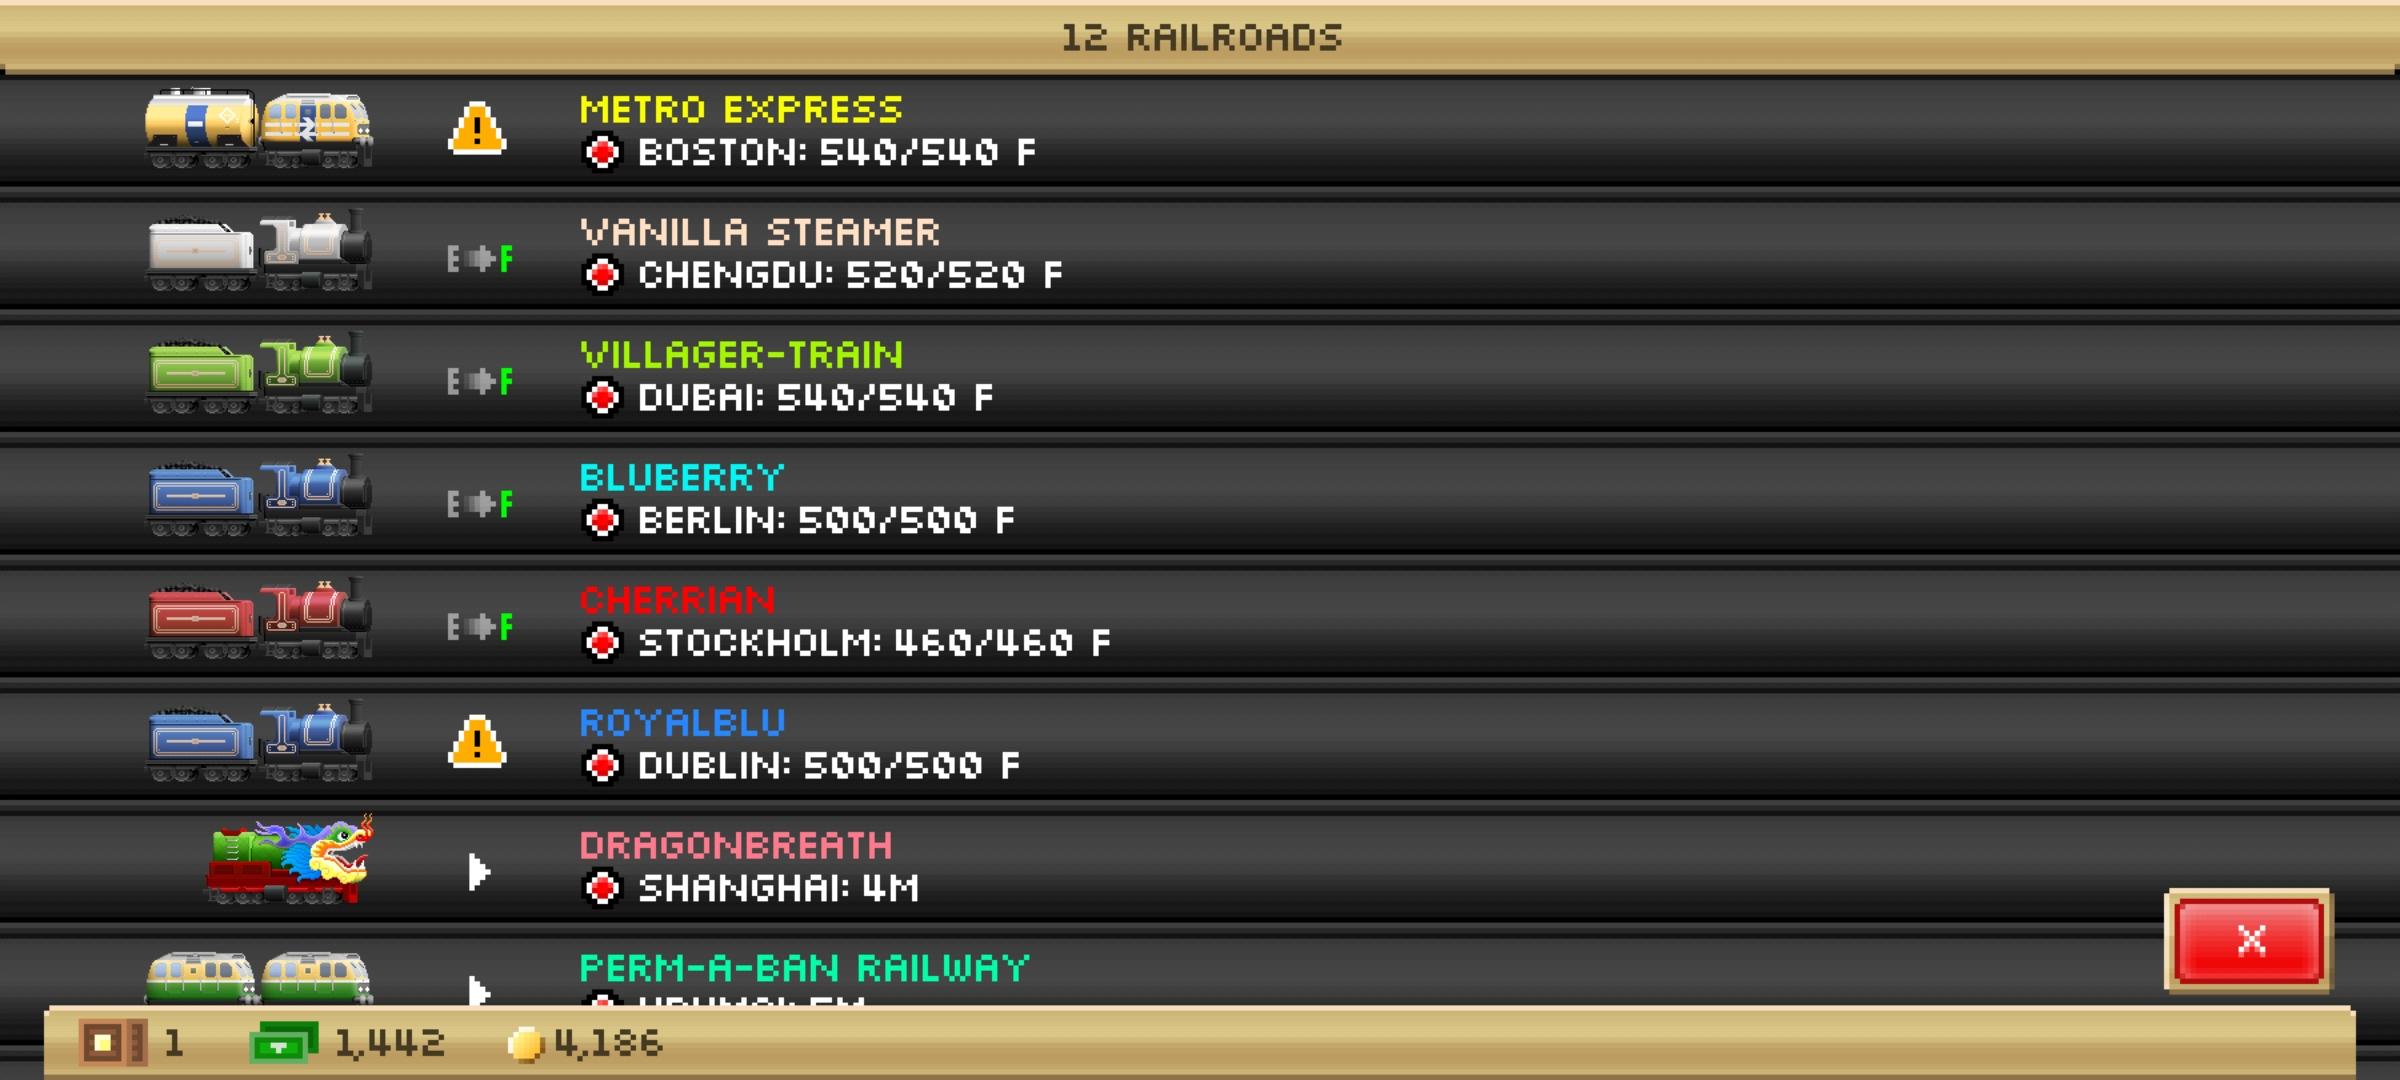 12 RAILROADS
METRO EXPRESS
BOSTON: 540/540 F
VANILLA STEAMER
E F
CHENGDU: 520/520 F
VILLAGER-TRAIN
E F
DUBAI: 540/540 F
BLUBERRY
E F
BERLIN: 500/500 F
CHERRIAN
E F
STOCKHOLM: 460/460 F
ROYALBLU
DUBLIN: 500/500 F
DRAGONBREATH
SHANGHAI: 4M
PERM-A-BAN RAILWAY
X
1 1,442 4,186